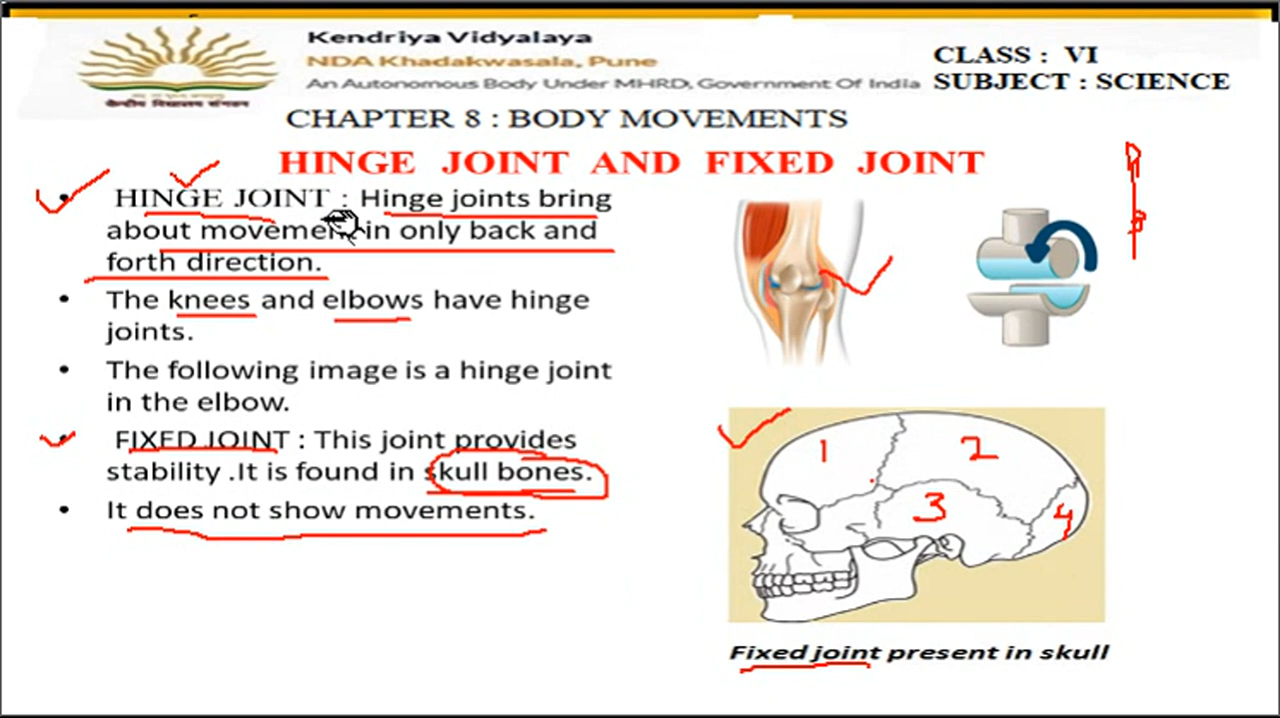 Kendriya Vidyalaya
NDA Khadakwasala, Pune
An Autonomous Body Under MHRD, Government Of India
केन्द्रीय विद्यालय संगठन
CLASS : VI
SUBJECT : SCIENCE
CHAPTER 8 : BODY MOVEMENTS
HINGE JOINT AND FIXED JOINT
• HINGE JOINT : Hinge joints bring
about movement in only back and
forth direction.
• The knees and elbows have hinge
joints.
• The following image is a hinge joint
in the elbow.
• FIXED JOINT : This joint provides
stability .It is found in skull bones.
• It does not show movements.
1
2
3
4
Fixed joint present in skull